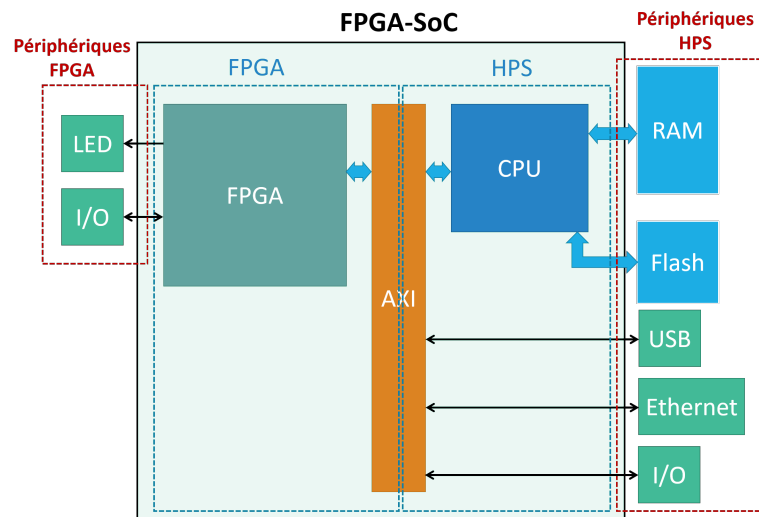 FPGA-SoC
Périphériques
FPGA
Périphériques
HPS
FPGA
HPS
LED
I/O
FPGA
AXI
CPU
RAM
Flash
USB
Ethernet
I/O